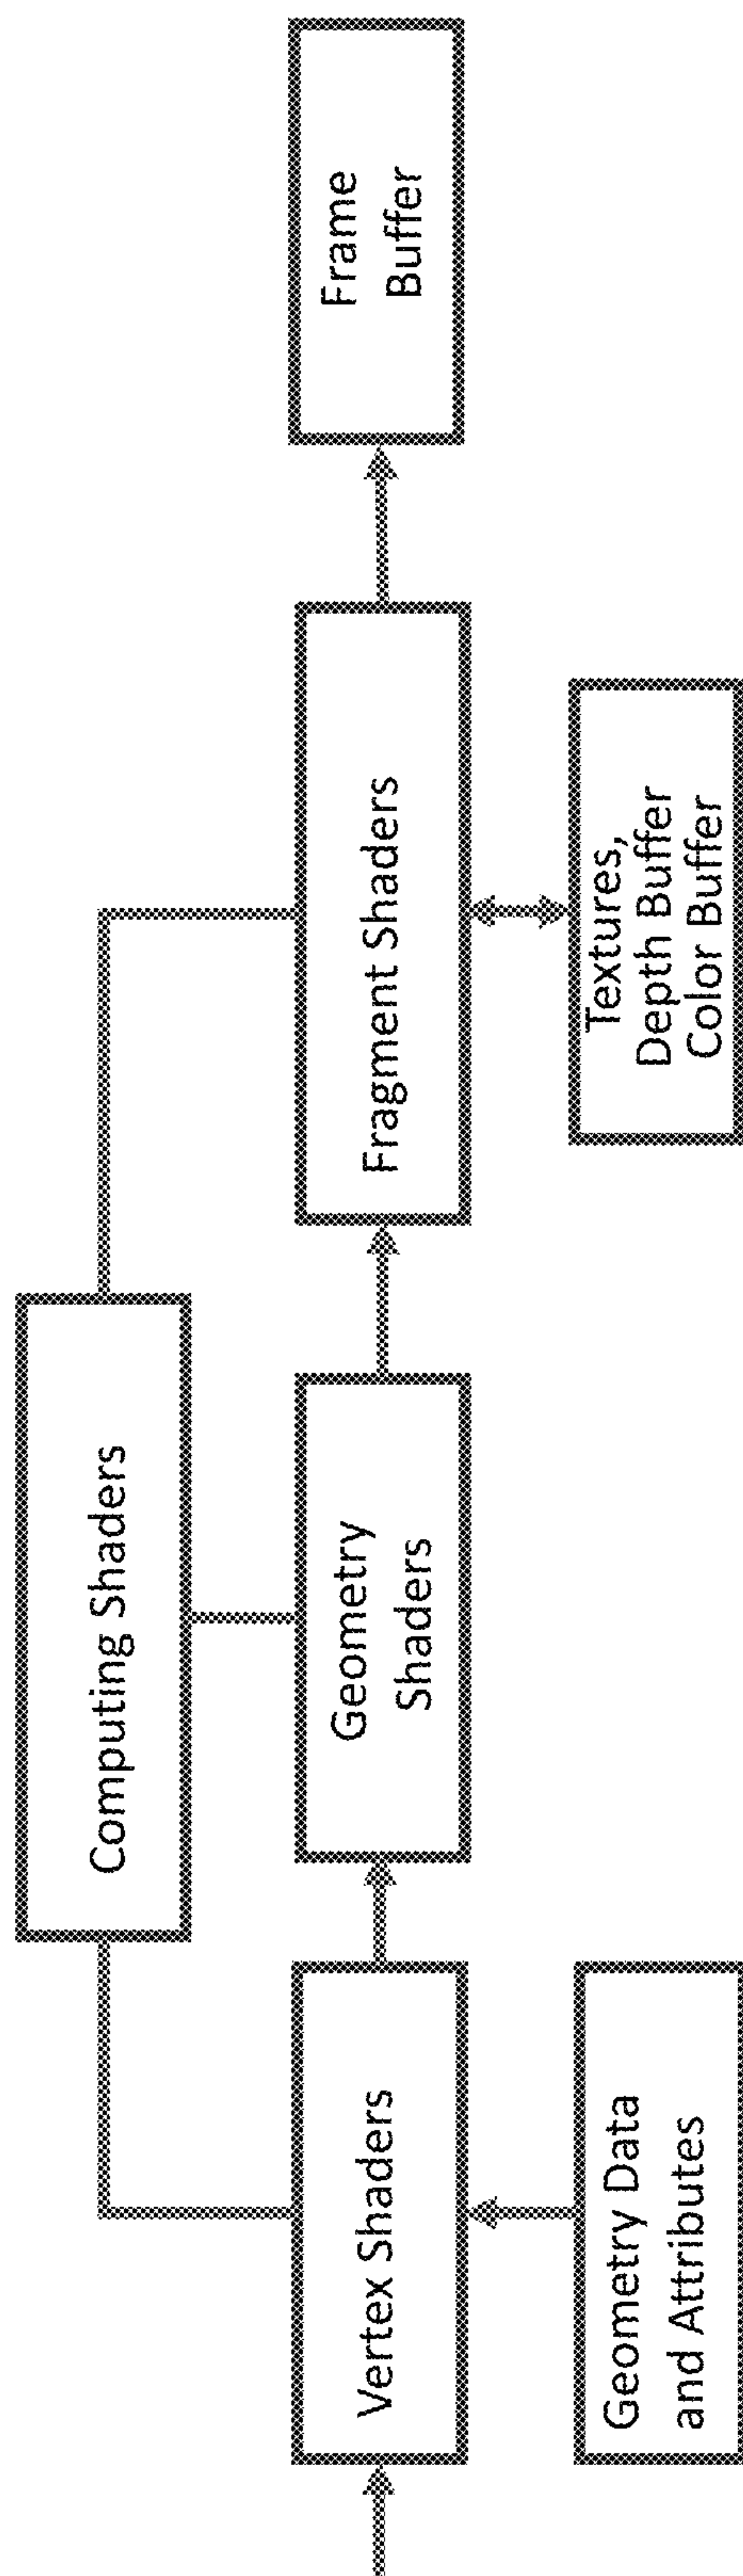 Computing Shaders
Vertex Shaders
Geometry
Shaders
Fragment Shaders
Frame
Buffer
Geometry Data
and Attributes
Textures,
Depth Buffer
Color Buffer